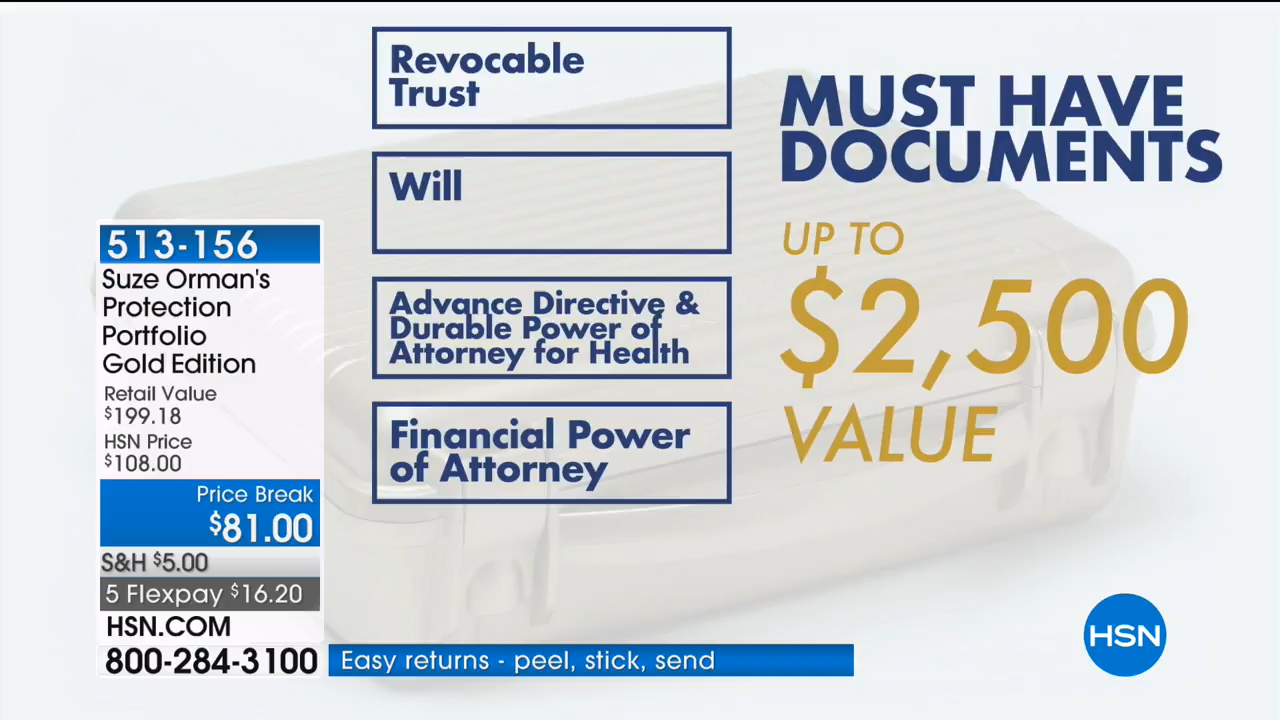 Revocable
Trust
Will
Advance Directive &
Durable Power of
Attorney for Health
Financial Power
of Attorney
MUST HAVE
DOCUMENTS
UP TO
$2,500
VALUE
513-156
Suze Orman's
Protection
Portfolio
Gold Edition
Retail Value
$199.18
HSN Price
$108.00
Price Break
$81.00
S&H $5.00
5 Flexpay $16.20
HSN.COM
800-284-3100
Easy returns - peel, stick, send
HSN